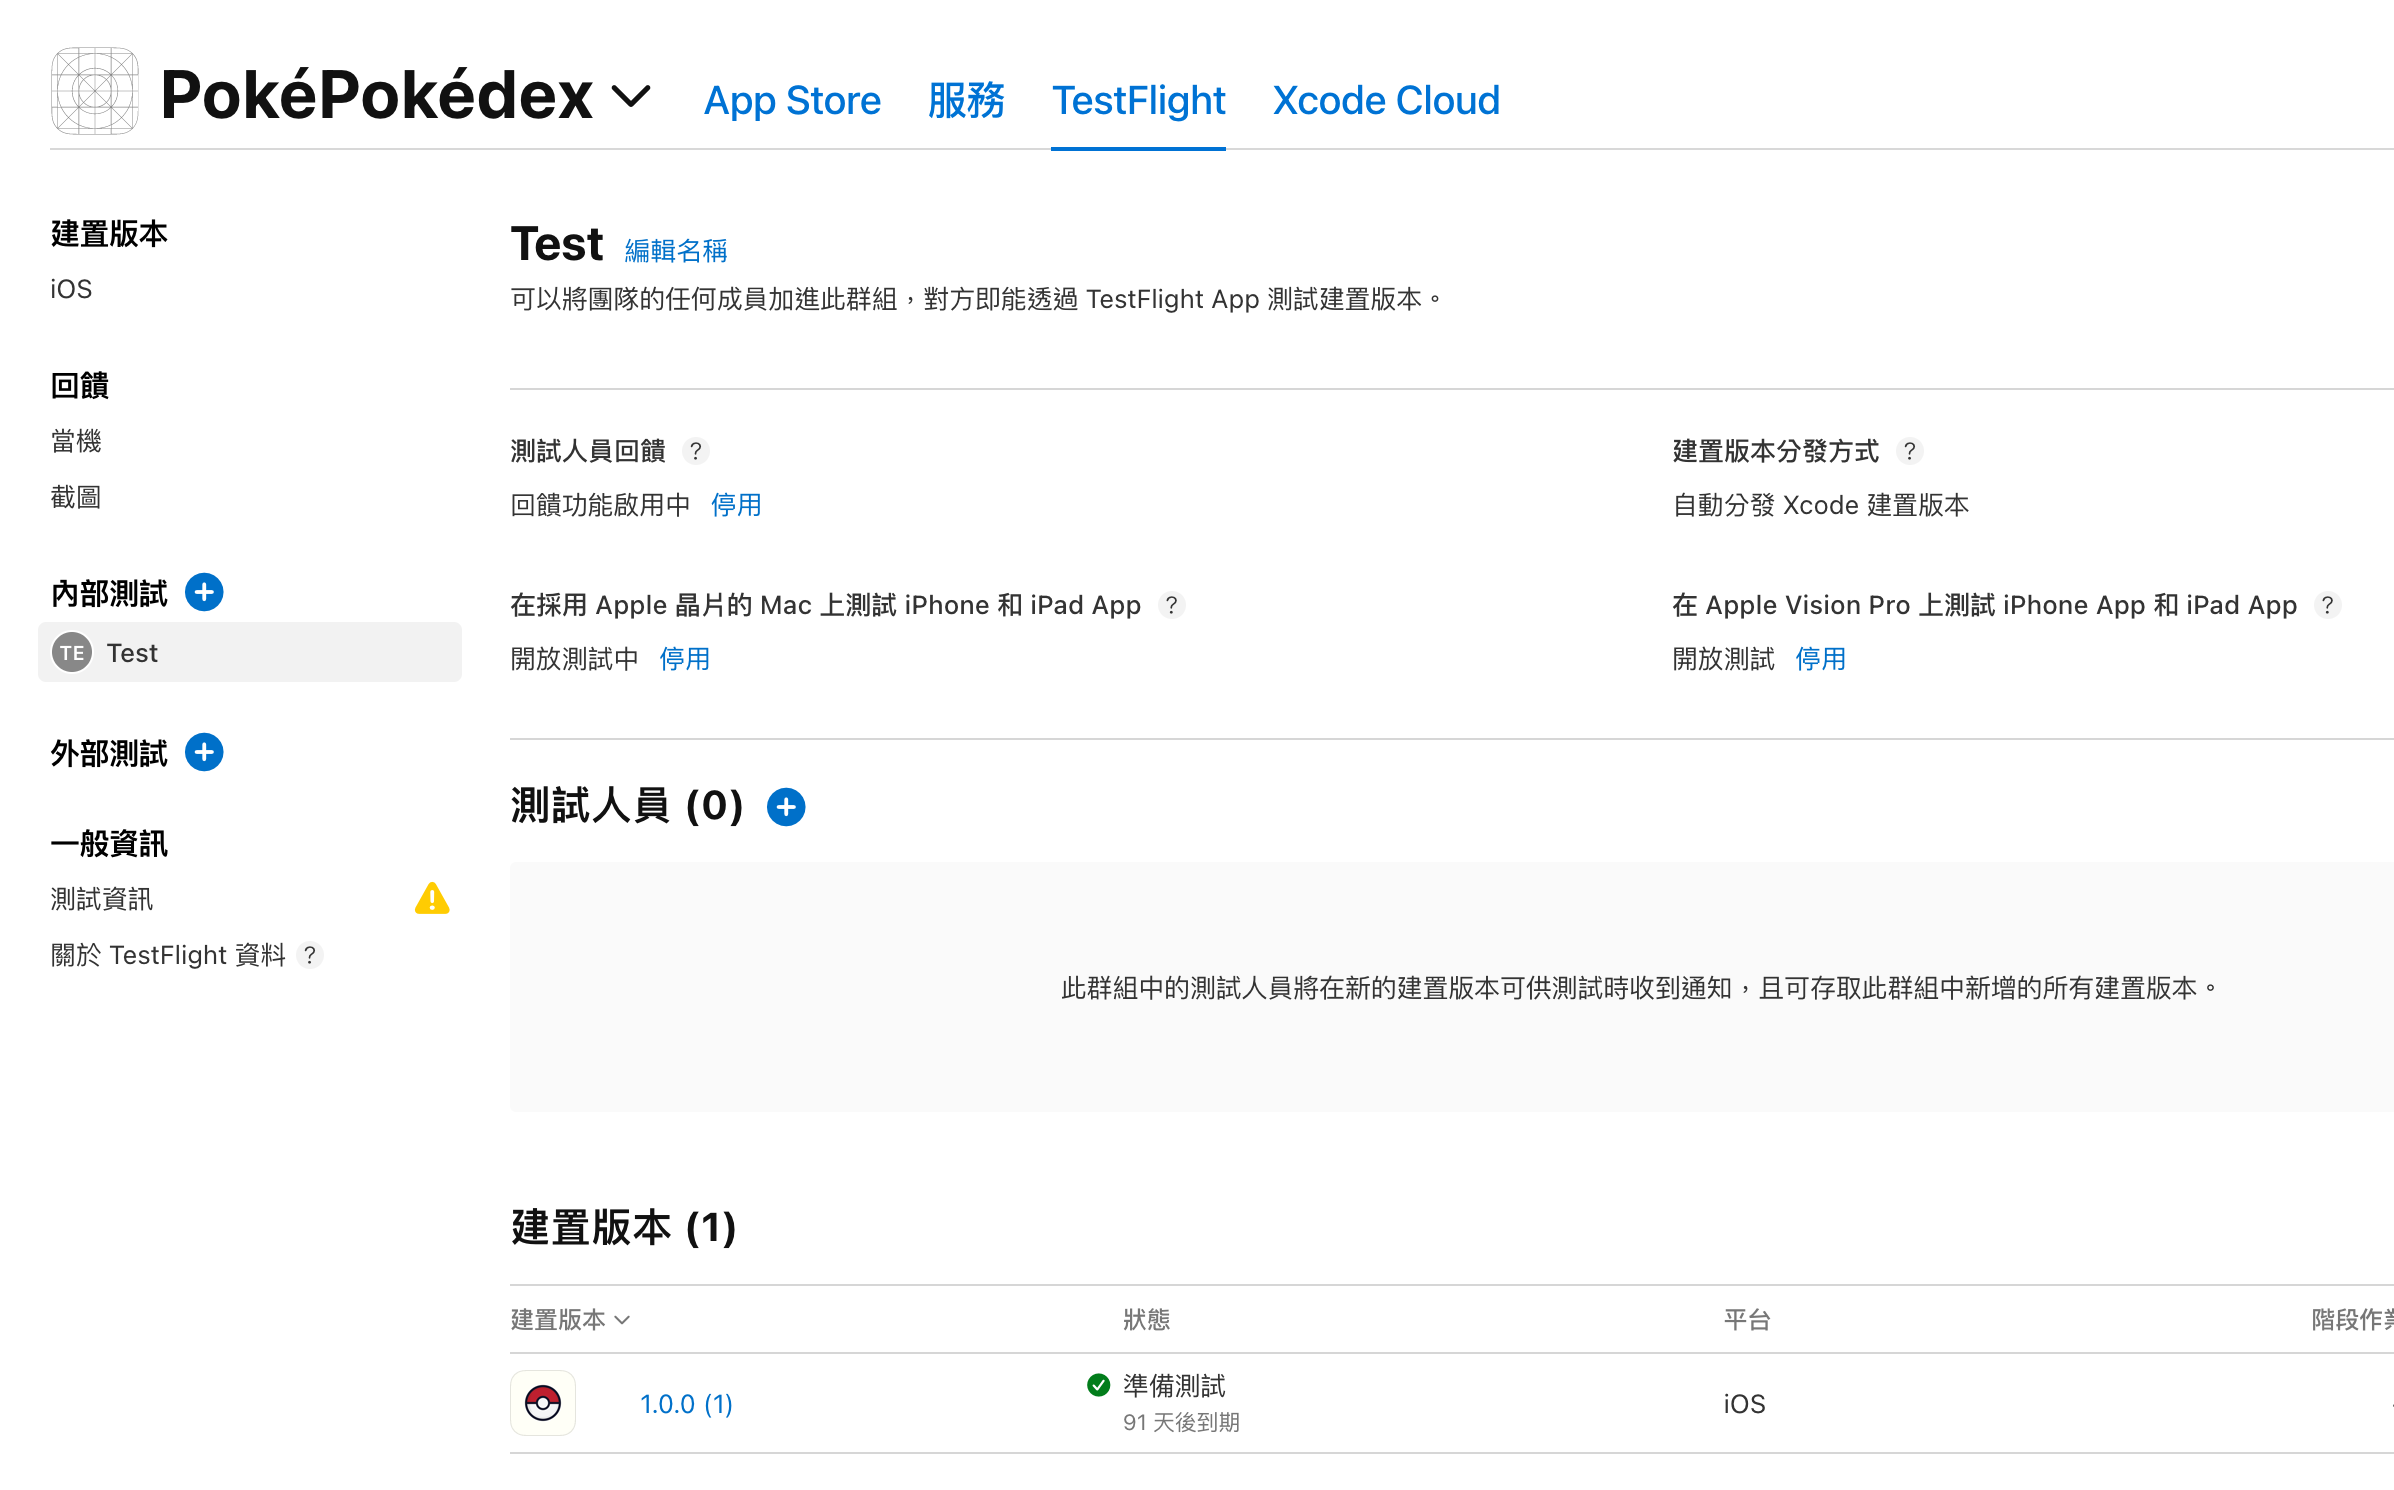 PokéPokédex App Store 服務 TestFlight Xcode Cloud
建置版本
iOS
回饋
當機
截圖
內部測試
TE Test
外部測試
一般資訊
測試資訊
關於 TestFlight 資料 ?
Test 編輯名稱
可以將團隊的任何成員加進此群組，對方即能透過 TestFlight App 測試建置版本。
測試人員回饋 ?
回饋功能啟用中 停用
建置版本分發方式 ?
自動分發 Xcode 建置版本
在採用 Apple 晶片的 Mac 上測試 iPhone 和 iPad App ?
開放測試中 停用
在 Apple Vision Pro 上測試 iPhone App 和 iPad App ?
開放測試 停用
測試人員 (0)
此群組中的測試人員將在新的建置版本可供測試時收到通知，且可存取此群組中新增的所有建置版本。
建置版本 (1)
建置版本 狀態 平台 階段作業
1.0.0 (1) 準備測試 iOS
91 天後到期